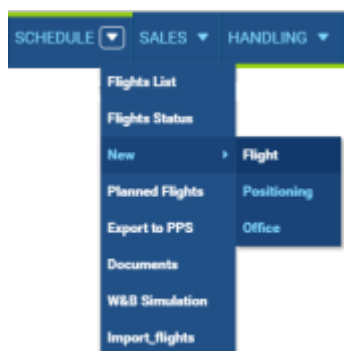 SCHEDULE SALES HANDLING
Flights List
Flights Status
New Flight
Planned Flights Positioning
Export to PPS Office
Documents
W&B Simulation
Import_flights